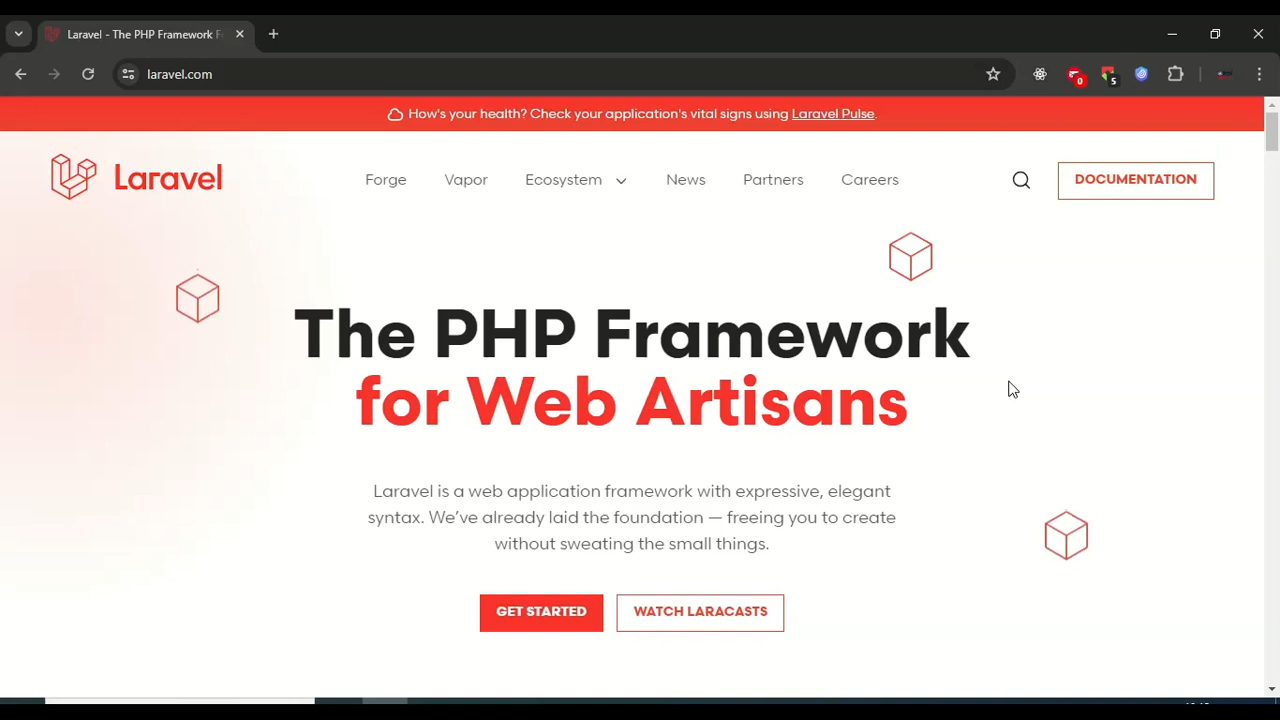 Laravel - The PHP Framework F
laravel.com
0
5
How's your health? Check your application's vital signs using Laravel Pulse.
Laravel
Forge
Vapor
Ecosystem
News
Partners
Careers
DOCUMENTATION
The PHP Framework
for Web Artisans
Laravel is a web application framework with expressive, elegant
syntax. We've already laid the foundation — freeing you to create
without sweating the small things.
GET STARTED
WATCH LARACASTS